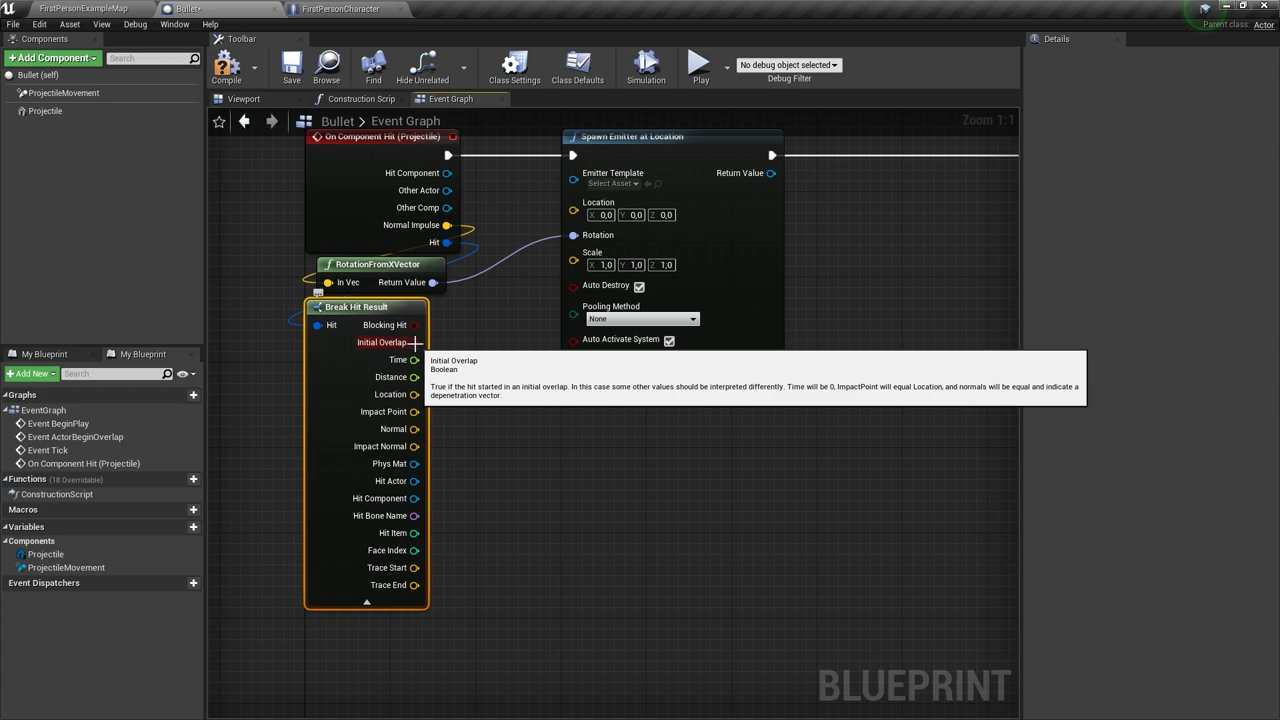 FirstPersonExampleMap
Bullet*
FirstPersonCharacter
File Edit Asset View Debug Window Help
Parent class: Actor
Components
+Add Component
Search
Bullet (self)
ProjectileMovement
Projectile
Toolbar
Compile
Save
Browse
Hide Unrelated
Class Settings
Class Defaults
Simulation
Play
No debug object selected
Debug Filter
Details
Viewport
Construction Scrip
Event Graph
Bullet > Event Graph
Zoom 1:1
On Component Hit (Projectile)
Hit Component
Other Actor
Other Comp
Normal Impulse
Hit
RotationFromXVector
In Vec Return Value
Break Hit Result
Hit Blocking Hit
Initial Overlap
Time
Distance
Location
Impact Point
Normal
Impact Normal
Phys Mat
Hit Actor
Hit Component
Hit Bone Name
Hit Item
Face Index
Trace Start
Trace End
Spawn Emitter at Location
Emitter Template Return Value
Select Asset
Location
X 0,0 Y 0,0 Z 0,0
Rotation
Scale
X 1,0 Y 1,0 Z 1,0
Auto Destroy
Pooling Method
None
Auto Activate System
Initial Overlap
Boolean
True if the hit started in an initial overlap. In this case some other values should be interpreted differently. Time will be 0, ImpactPoint will equal Location, and normals will be equal and indicate a
depenetration vector.
My Blueprint
My Blueprint
+Add New
Search
Graphs
EventGraph
Event BeginPlay
Event ActorBeginOverlap
Event Tick
On Component Hit (Projectile)
Functions (18 Overridable)
ConstructionScript
Macros
Variables
Components
Projectile
ProjectileMovement
Event Dispatchers
BLUEPRINT